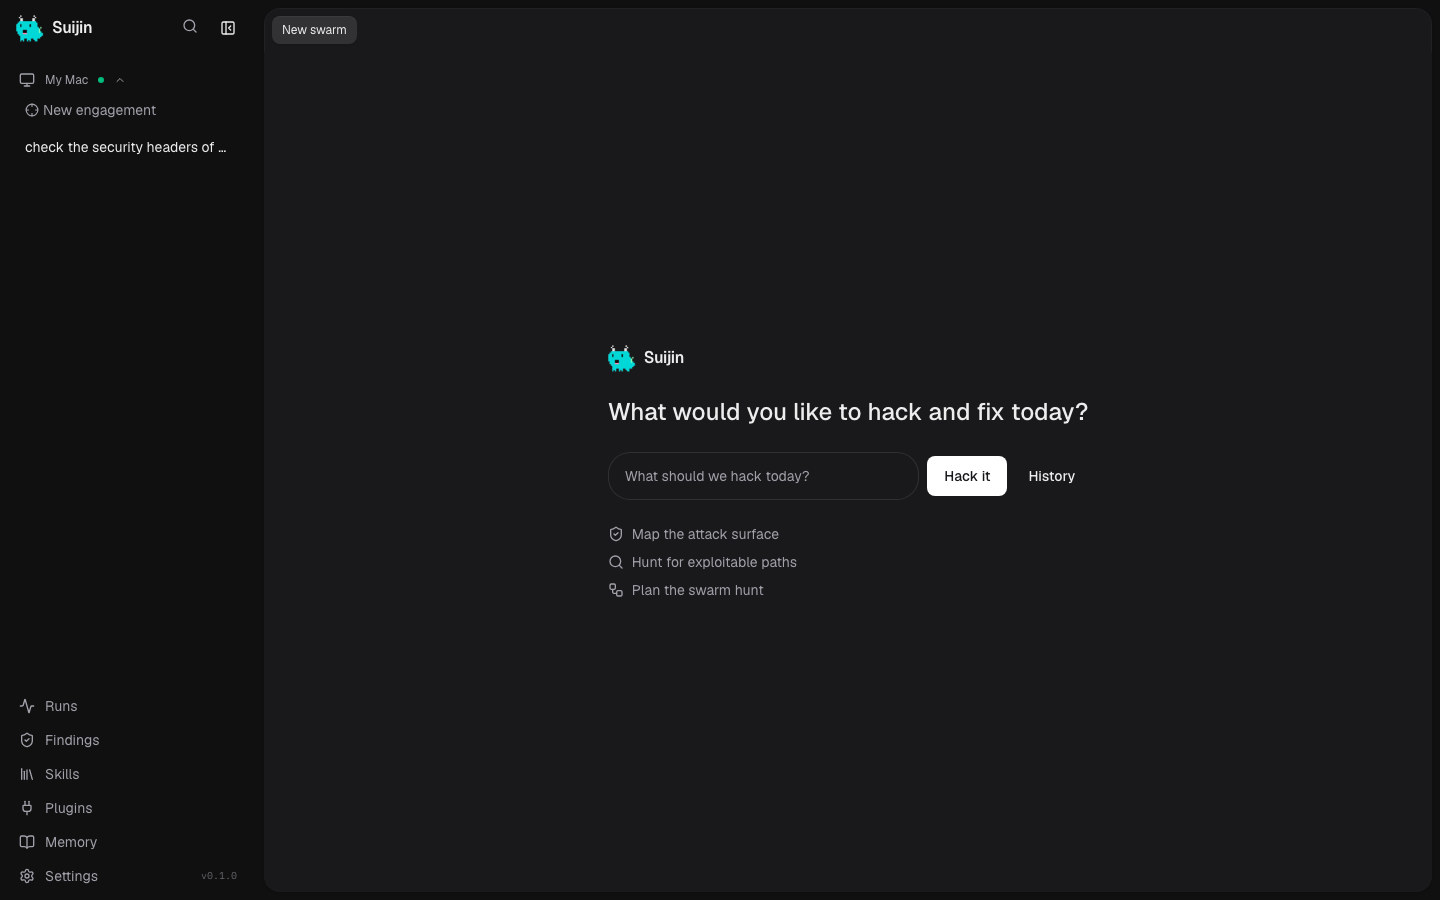 Suijin
My Mac
New engagement
check the security headers of ...
Runs
Findings
Skills
Plugins
Memory
Settings
v0.1.0
New swarm
Suijin
What would you like to hack and fix today?
What should we hack today?
Hack it
History
Map the attack surface
Hunt for exploitable paths
Plan the swarm hunt